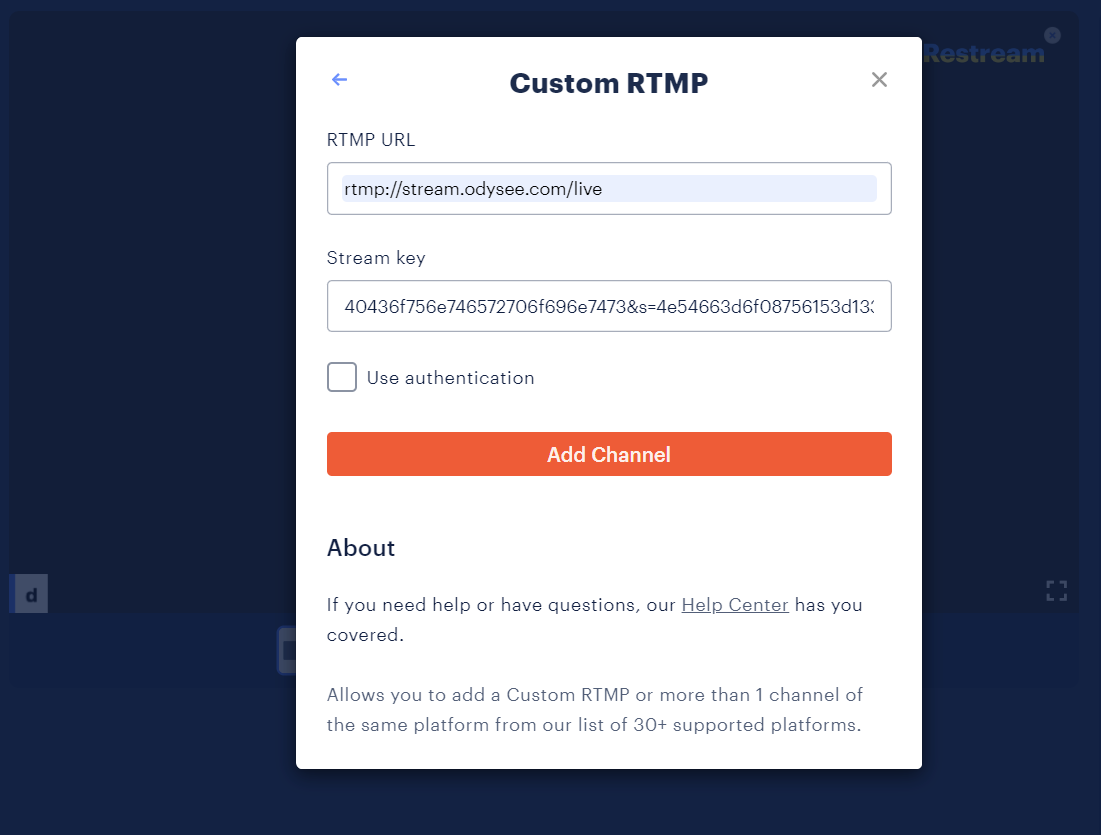 Restream
Custom RTMP
RTMP URL
rtmp://stream.odysee.com/live
Stream key
40436f756e746572706f696e7473&s=4e54663d6f08756153d133
Use authentication
Add Channel
About
d
If you need help or have questions, our Help Center has you
covered.
Allows you to add a Custom RTMP or more than 1 channel of
the same platform from our list of 30+ supported platforms.